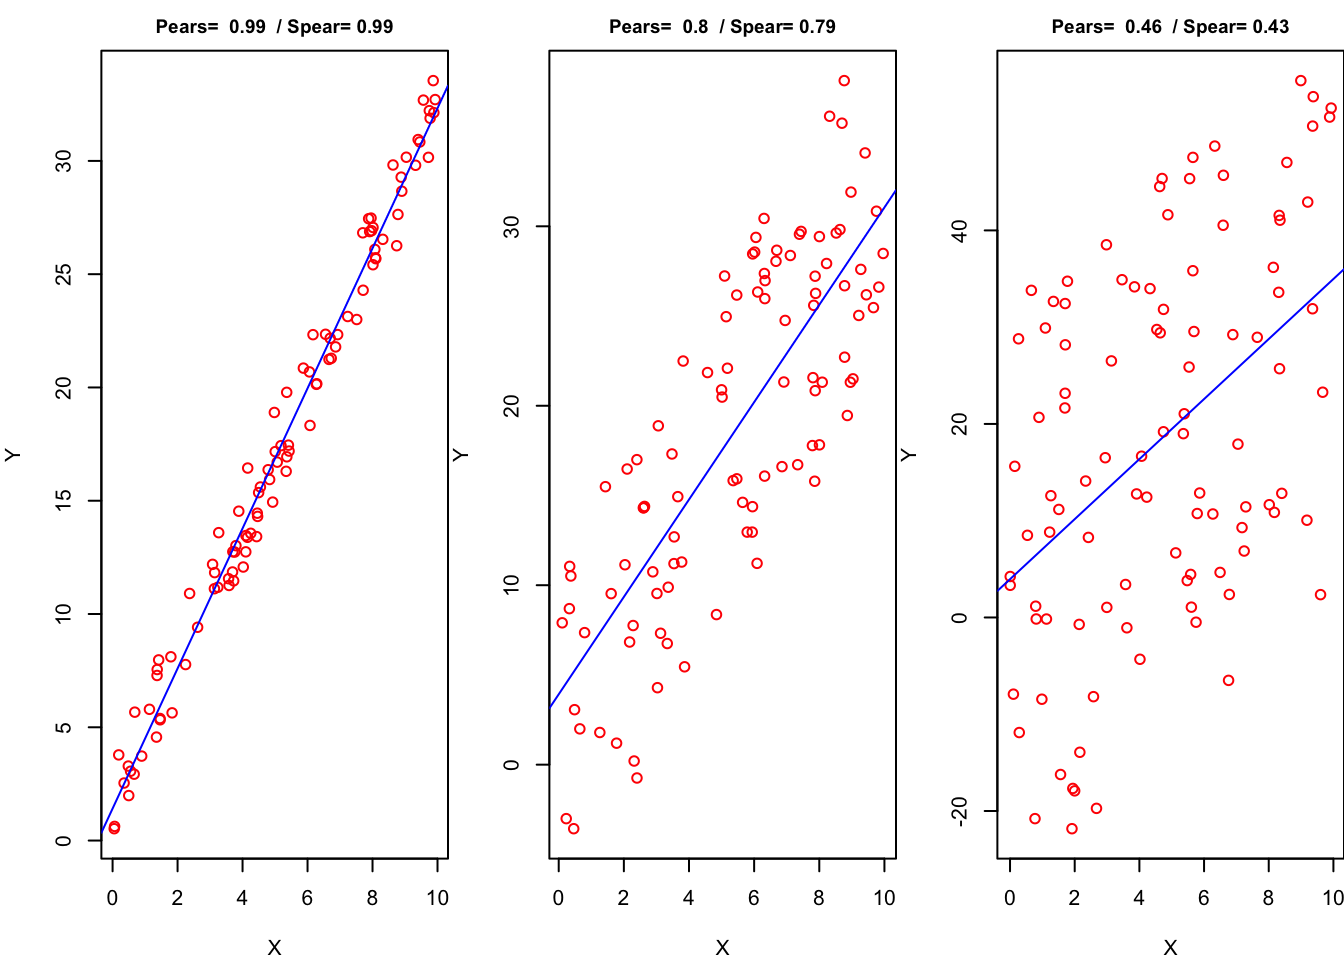 Pears=  0.99  / Spear= 0.99
Y
0 5 10 15 20 25 30
0 2 4 6 8 10
X
Pears=  0.8  / Spear= 0.79
Y
0 10 20 30
0 2 4 6 8 10
X
Pears=  0.46  / Spear= 0.43
Y
-20 0 20 40
0 2 4 6 8 10
X